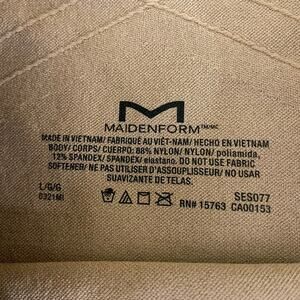 M
MAIDENFORM™/MC
MADE IN VIETNAM/ FABRIQUÉ AU VIÊT-NAM/ HECHO EN VIETNAM
BODY/ CORPS/ CUERPO: 88% NYLON/ NYLON/ poliamida,
12% SPANDEX/ SPANDEX/ elastano. DO NOT USE FABRIC
SOFTENER/ NE PAS UTILISER D'ASSOUPLISSEUR/ NO USAR
SUAVIZANTE DE TELAS.
L/G/G
0321MI
SES077
RN# 15763 CA00153